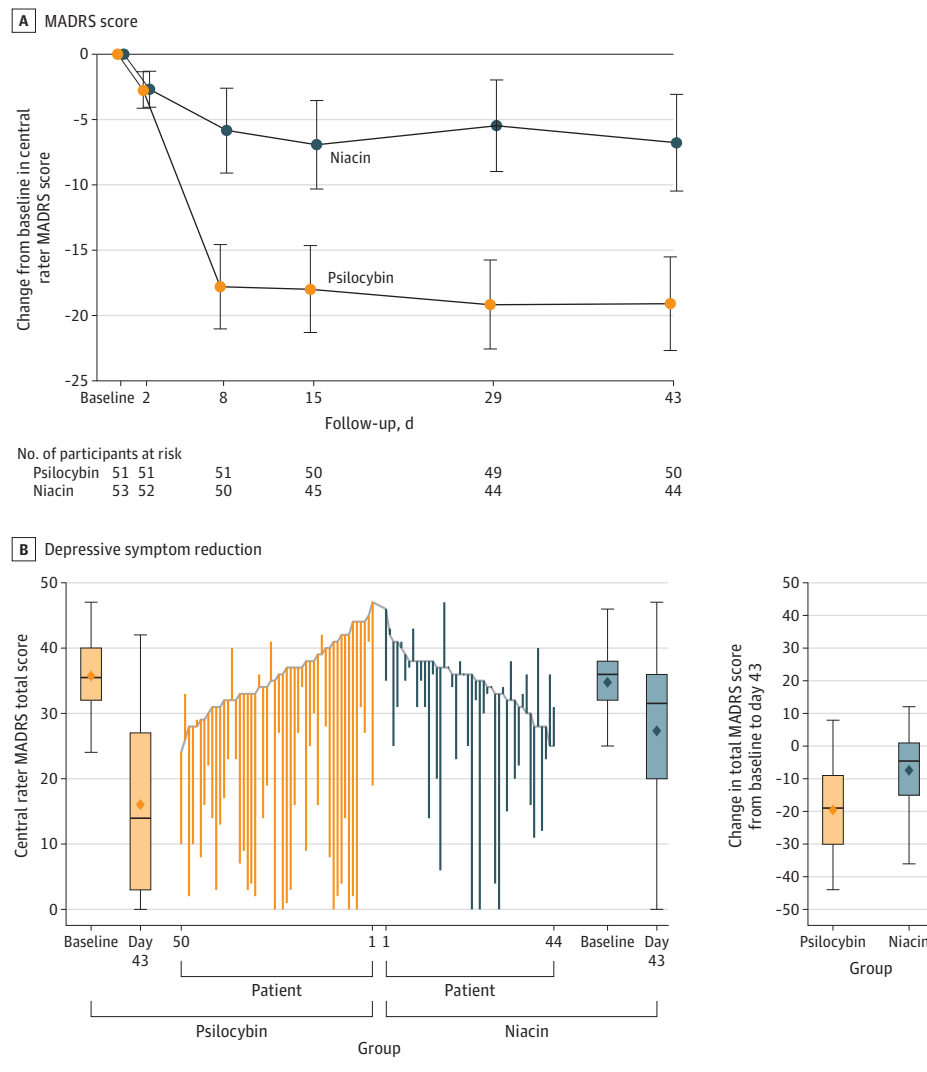 A MADRS score
Change from baseline in central
rater MADRS score
0
-5
-10
-15
-20
-25
Niacin
Psilocybin
Baseline 2 8 15 29 43
Follow-up, d
No. of participants at risk
Psilocybin 51 51 51 50 49 50
Niacin 53 52 50 45 44 44
B Depressive symptom reduction
Central rater MADRS total score
50
40
30
20
10
0
Baseline Day 50 1 1 44 Baseline Day
43 43
Patient Patient
Psilocybin Niacin
Group
Change in total MADRS score
from baseline to day 43
50
40
30
20
10
0
-10
-20
-30
-40
-50
Psilocybin Niacin
Group